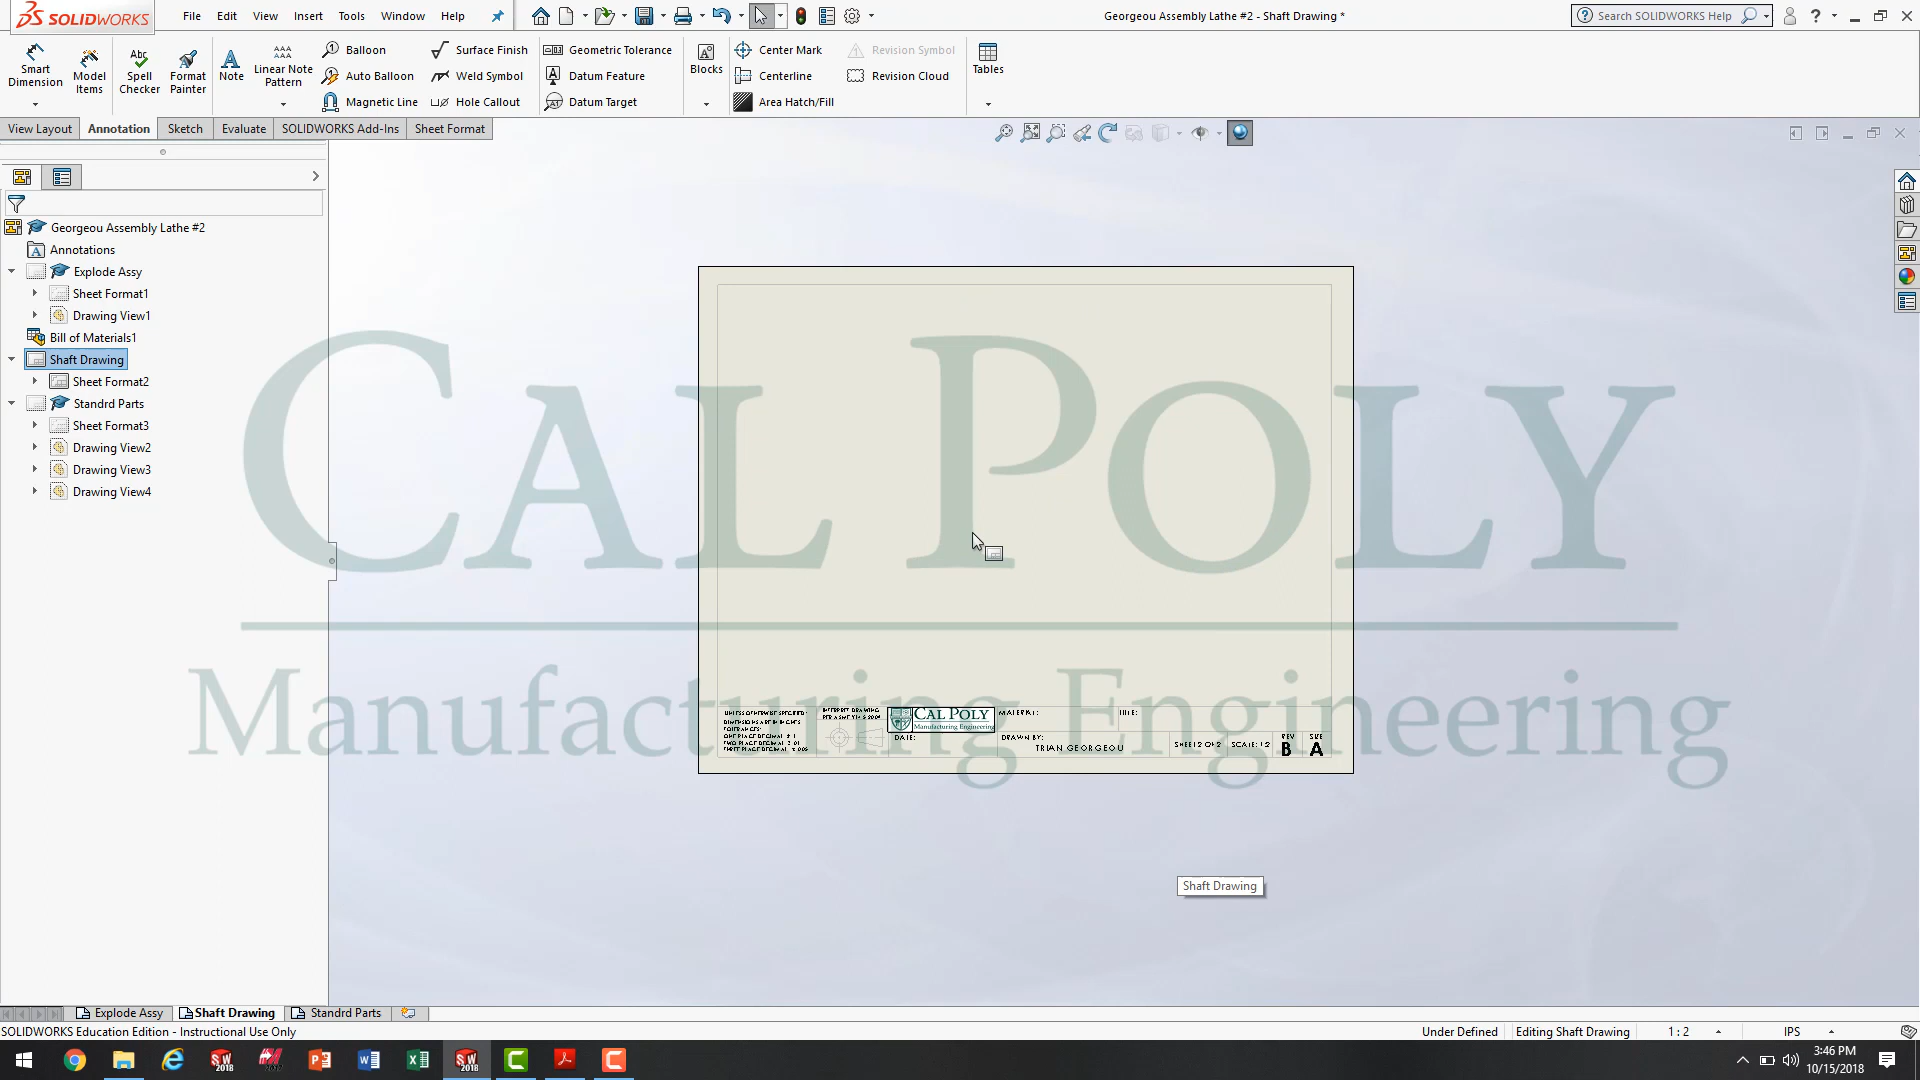 SOLIDWORKS File Edit View Insert Tools Window Help Georgeou Assembly Lathe #2 - Shaft Drawing * Search SOLIDWORKS Help
Smart Dimension
Model Items
Abc Spell Checker
Format Painter
Note
Linear Note Pattern
Balloon
Auto Balloon
Magnetic Line
Surface Finish
Weld Symbol
Hole Callout
Geometric Tolerance
Datum Feature
Datum Target
Blocks
Center Mark
Centerline
Area Hatch/Fill
Revision Symbol
Revision Cloud
Tables
View Layout Annotation Sketch Evaluate SOLIDWORKS Add-Ins Sheet Format
Georgeou Assembly Lathe #2
Annotations
Explode Assy
Sheet Format1
Drawing View1
Bill of Materials1
Shaft Drawing
Sheet Format2
Standrd Parts
Sheet Format3
Drawing View2
Drawing View3
Drawing View4
CAL POLY
Manufacturing Engineering
CAL POLY
Manufacturing Engineering
DATE:
DRAWN BY:
TRIAN GEORGEOU
SHEET 2 OF 2
SCALE: 1:2
REV
B
SIZE
A
Shaft Drawing
Explode Assy Shaft Drawing Standrd Parts
SOLIDWORKS Education Edition - Instructional Use Only Under Defined Editing Shaft Drawing 1 : 2 IPS
3:46 PM
10/15/2018